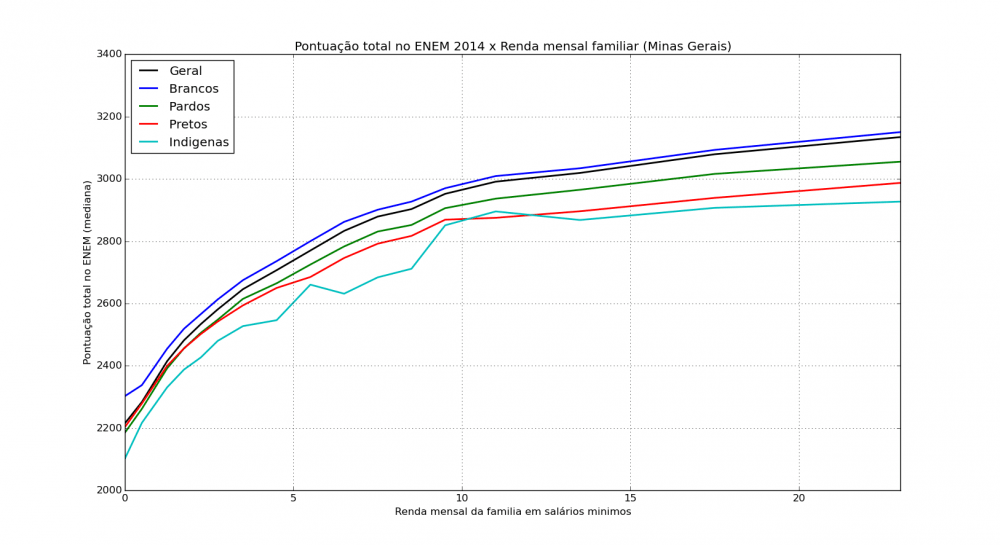 Pontuação total no ENEM 2014 x Renda mensal familiar (Minas Gerais)
3400
3200
3000
2800
2600
2400
2200
2000
Pontuação total no ENEM (mediana)
Geral
Brancos
Pardos
Pretos
Indigenas
0
5
10
15
20
Renda mensal da familia em salários minimos